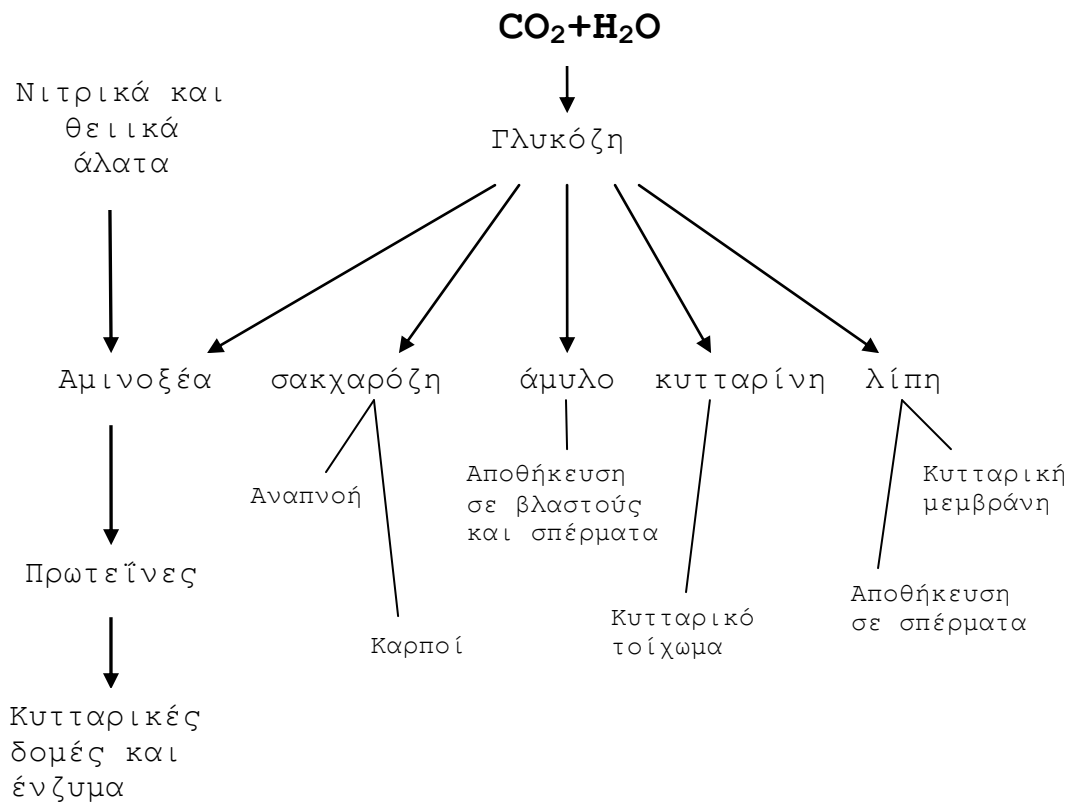 CO₂+H₂O
Νιτρικά και
θειικά
άλατα
Γλυκόζη
Αμινοξέα
σακχαρόζη
άμυλο
κυτταρίνη
λίπη
Αναπνοή
Αποθήκευση
σε βλαστούς
και σπέρματα
Κυτταρική
μεμβράνη
Πρωτεΐνες
Καρποί
Κυτταρικό
τοίχωμα
Αποθήκευση
σε σπέρματα
Κυτταρικές
δομές και
ένζυμα